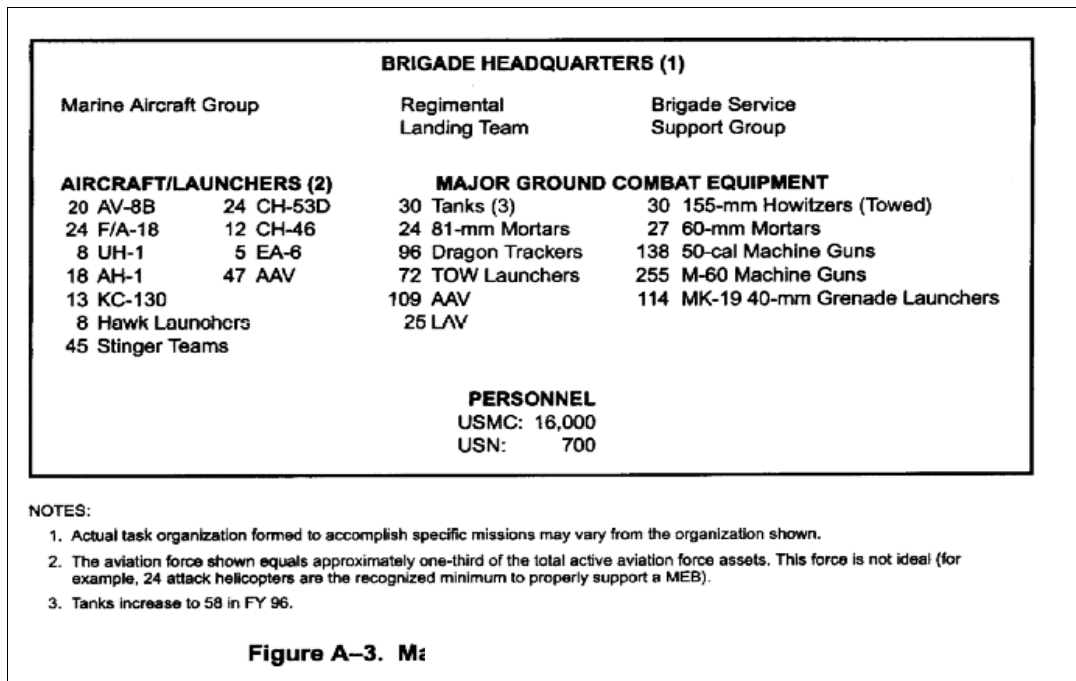 BRIGADE HEADQUARTERS (1)
Marine Aircraft Group
Regimental
Landing Team
Brigade Service
Support Group
AIRCRAFT/LAUNCHERS (2)
20 AV-8B 24 CH-53D
24 F/A-18 12 CH-46
8 UH-1 5 EA-6
18 AH-1 47 AAV
13 KC-130
8 Hawk Launchers
45 Stinger Teams
MAJOR GROUND COMBAT EQUIPMENT
30 Tanks (3) 30 155-mm Howitzers (Towed)
24 81-mm Mortars 27 60-mm Mortars
96 Dragon Trackers 138 50-cal Machine Guns
72 TOW Launchers 255 M-60 Machine Guns
109 AAV 114 MK-19 40-mm Grenade Launchers
25 LAV
PERSONNEL
USMC: 16,000
USN: 700
NOTES:
1. Actual task organization formed to accomplish specific missions may vary from the organization shown.
2. The aviation force shown equals approximately one-third of the total active aviation force assets. This force is not ideal (for
example, 24 attack helicopters are the recognized minimum to properly support a MEB).
3. Tanks increase to 58 in FY 96.
Figure A–3.